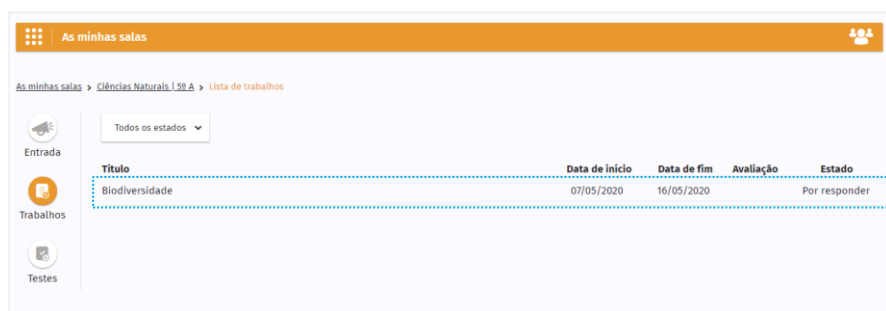 As minhas salas
As minhas salas > Ciências Naturais | 5º A > Lista de trabalhos
Todos os estados
Entrada
Título Data de início Data de fim Avaliação Estado
Biodiversidade 07/05/2020 16/05/2020 Por responder
Trabalhos
Testes